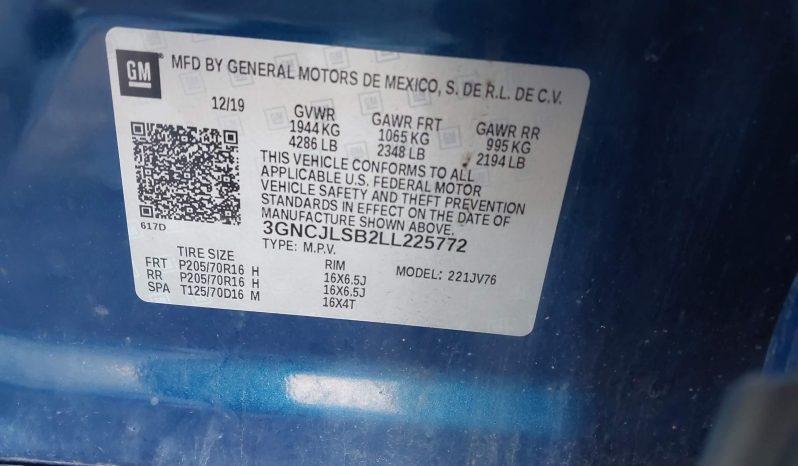 GM
MFD BY GENERAL MOTORS DE MEXICO, S. DE R.L. DE C.V.
12/19 GVWR GAWR FRT GAWR RR
1944 KG 1065 KG 995 KG
4286 LB 2348 LB 2194 LB
THIS VEHICLE CONFORMS TO ALL
APPLICABLE U.S. FEDERAL MOTOR
VEHICLE SAFETY AND THEFT PREVENTION
STANDARDS IN EFFECT ON THE DATE OF
MANUFACTURE SHOWN ABOVE.
617D
3GNCJLSB2LL225772
TYPE: M.P.V.
TIRE SIZE RIM MODEL: 221JV76
FRT P205/70R16 H 16X6.5J
RR P205/70R16 H 16X6.5J
SPA T125/70D16 M 16X4T